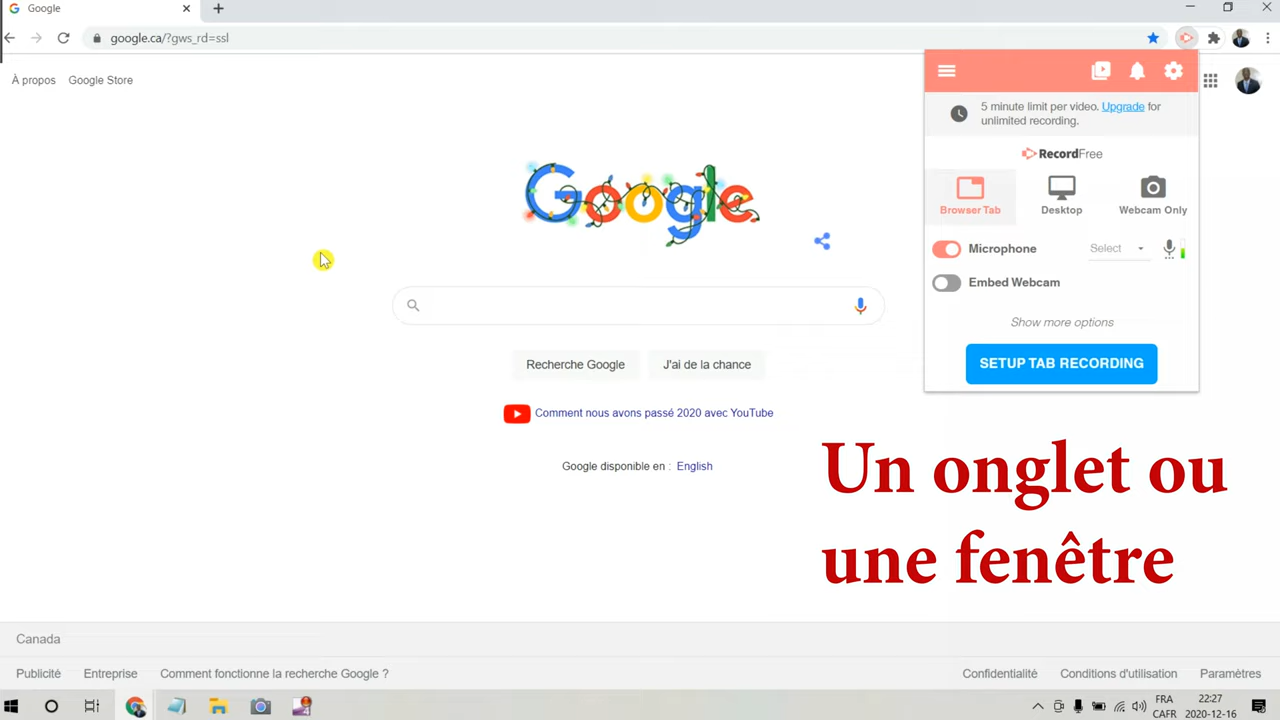 Google
google.ca/?gws_rd=ssl
À propos
Google Store
5 minute limit per video. Upgrade for
unlimited recording.
RecordFree
Browser Tab
Desktop
Webcam Only
Microphone
Select
Embed Webcam
Show more options
SETUP TAB RECORDING
Google
Recherche Google
J'ai de la chance
Comment nous avons passé 2020 avec YouTube
Google disponible en : English
Un onglet ou
une fenêtre
Canada
Publicité
Entreprise
Comment fonctionne la recherche Google ?
Confidentialité
Conditions d'utilisation
Paramètres
FRA
CAFR
22:27
2020-12-16